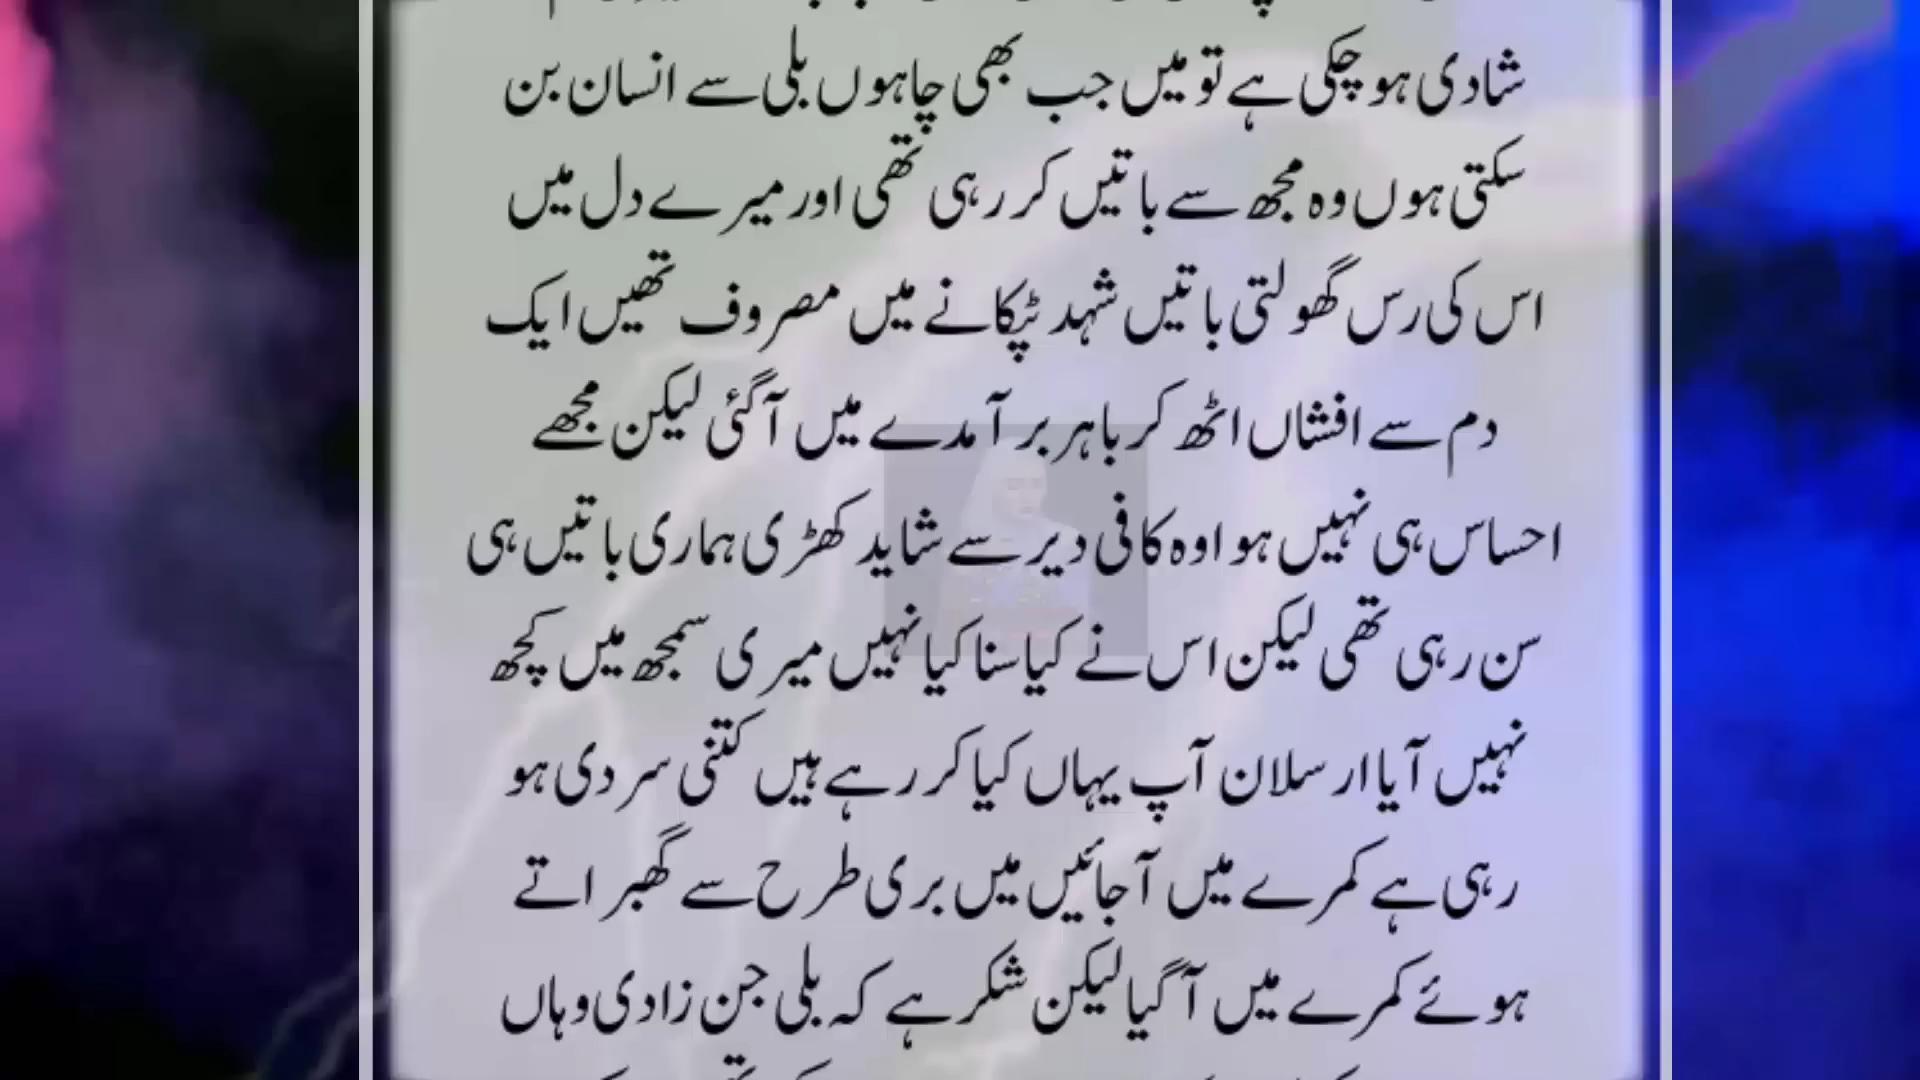 شادی ہو چکی ہے تو میں جب بھی چاہوں بلی سے انسان بن
سکتی ہوں وہ مجھ سے باتیں کر رہی تھی اور میرے دل میں
اس کی رس گھولتی باتیں شہد ٹپکانے میں مصروف تھیں ایک
دم سے افشاں اٹھ کر باہر برآمدے میں آگئی لیکن مجھے
احساس ہی نہیں ہوا وہ کافی دیر سے شاید کھڑی ہماری باتیں ہی
سن رہی تھی لیکن اس نے کیا سنا کیا نہیں میری سمجھ میں کچھ
نہیں آیا ارسلان آپ یہاں کیا کر رہے ہیں کتنی سردی ہو
رہی ہے کمرے میں آجائیں میں بری طرح سے گھبراتے
ہوئے کمرے میں آگیا لیکن شکر ہے کہ بلی جن زادی وہاں